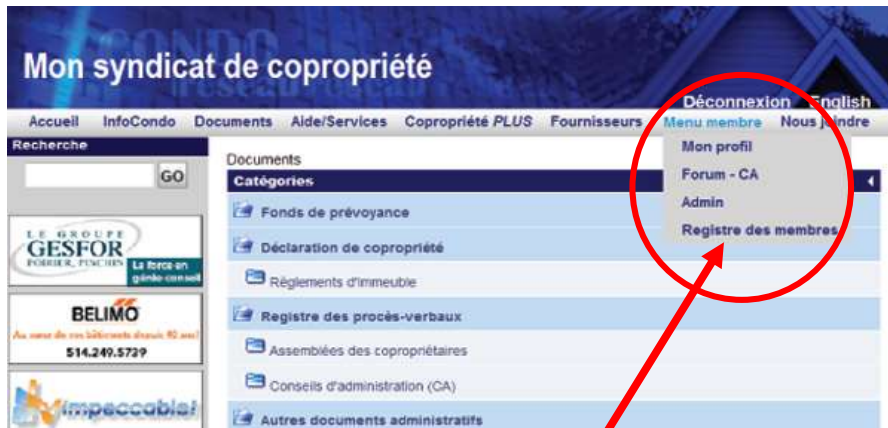 Mon syndicat de copropriété
Déconnexion English
Accueil InfoCondo Documents Aide/Services Copropriété PLUS Fournisseurs Menu membre Nous joindre
Recherche
GO
Mon profil
Forum - CA
Admin
Registre des membres
Documents
Catégories
Fonds de prévoyance
Déclaration de copropriété
Règlements d'immeuble
Registre des procès-verbaux
Assemblées des copropriétaires
Conseils d'administration (CA)
Autres documents administratifs
LE GROUPE
GESFOR
POIRIER, PINCHIN
La force en
génie conseil
BELIMO
514.249.5739
impeccable!